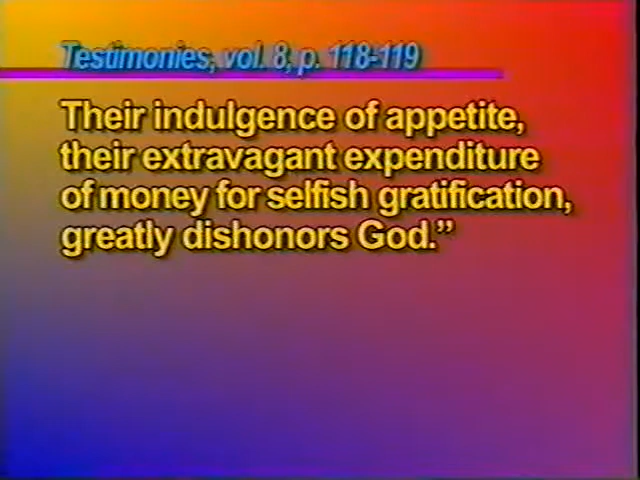 Testimonies, vol. 8, p. 118-119
Their indulgence of appetite,
their extravagant expenditure
of money for selfish gratification,
greatly dishonors God.”